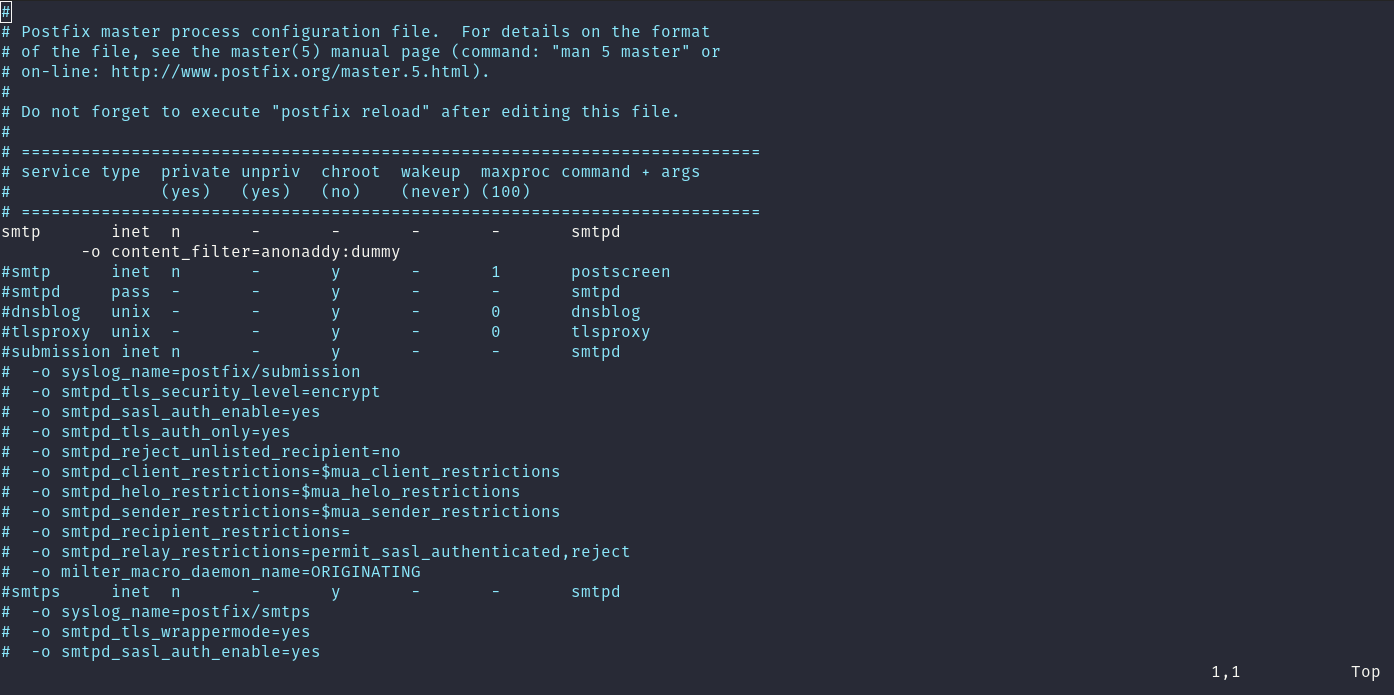 #
# Postfix master process configuration file.  For details on the format
# of the file, see the master(5) manual page (command: "man 5 master" or
# on-line: http://www.postfix.org/master.5.html).
#
# Do not forget to execute "postfix reload" after editing this file.
#
# ==========================================================================
# service type  private unpriv  chroot  wakeup  maxproc command + args
#               (yes)   (yes)   (no)    (never) (100)
# ==========================================================================
smtp       inet  n       -       -       -       -       smtpd
        -o content_filter=anonaddy:dummy
#smtp      inet  n       -       y       -       1       postscreen
#smtpd     pass  -       -       y       -       -       smtpd
#dnsblog   unix  -       -       y       -       0       dnsblog
#tlsproxy  unix  -       -       y       -       0       tlsproxy
#submission inet n       -       y       -       -       smtpd
#  -o syslog_name=postfix/submission
#  -o smtpd_tls_security_level=encrypt
#  -o smtpd_sasl_auth_enable=yes
#  -o smtpd_tls_auth_only=yes
#  -o smtpd_reject_unlisted_recipient=no
#  -o smtpd_client_restrictions=$mua_client_restrictions
#  -o smtpd_helo_restrictions=$mua_helo_restrictions
#  -o smtpd_sender_restrictions=$mua_sender_restrictions
#  -o smtpd_recipient_restrictions=
#  -o smtpd_relay_restrictions=permit_sasl_authenticated,reject
#  -o milter_macro_daemon_name=ORIGINATING
#smtps     inet  n       -       y       -       -       smtpd
#  -o syslog_name=postfix/smtps
#  -o smtpd_tls_wrappermode=yes
#  -o smtpd_sasl_auth_enable=yes
1,1           Top